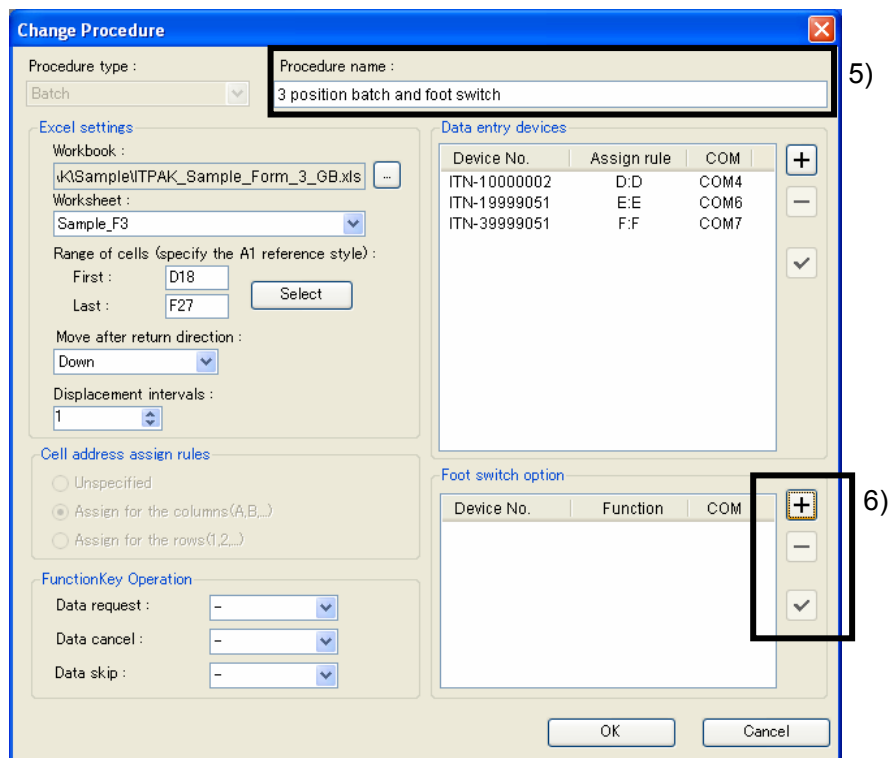 Change Procedure
Procedure type :
Batch
Procedure name :
3 position batch and foot switch
5)
Excel settings
Workbook :
\K\Sample\ITPAK_Sample_Form_3_GB.xls
...
Worksheet :
Sample_F3
Range of cells (specify the A1 reference style) :
First : D18
Last : F27
Select
Move after return direction :
Down
Displacement intervals :
1
Data entry devices
Device No. Assign rule COM
ITN-10000002 D:D COM4
ITN-19999051 E:E COM6
ITN-39999051 F:F COM7
Cell address assign rules
Unspecified
Assign for the columns(A,B,...)
Assign for the rows(1,2,...)
FunctionKey Operation
Data request : -
Data cancel : -
Data skip : -
Foot switch option
Device No. Function COM
6)
OK
Cancel